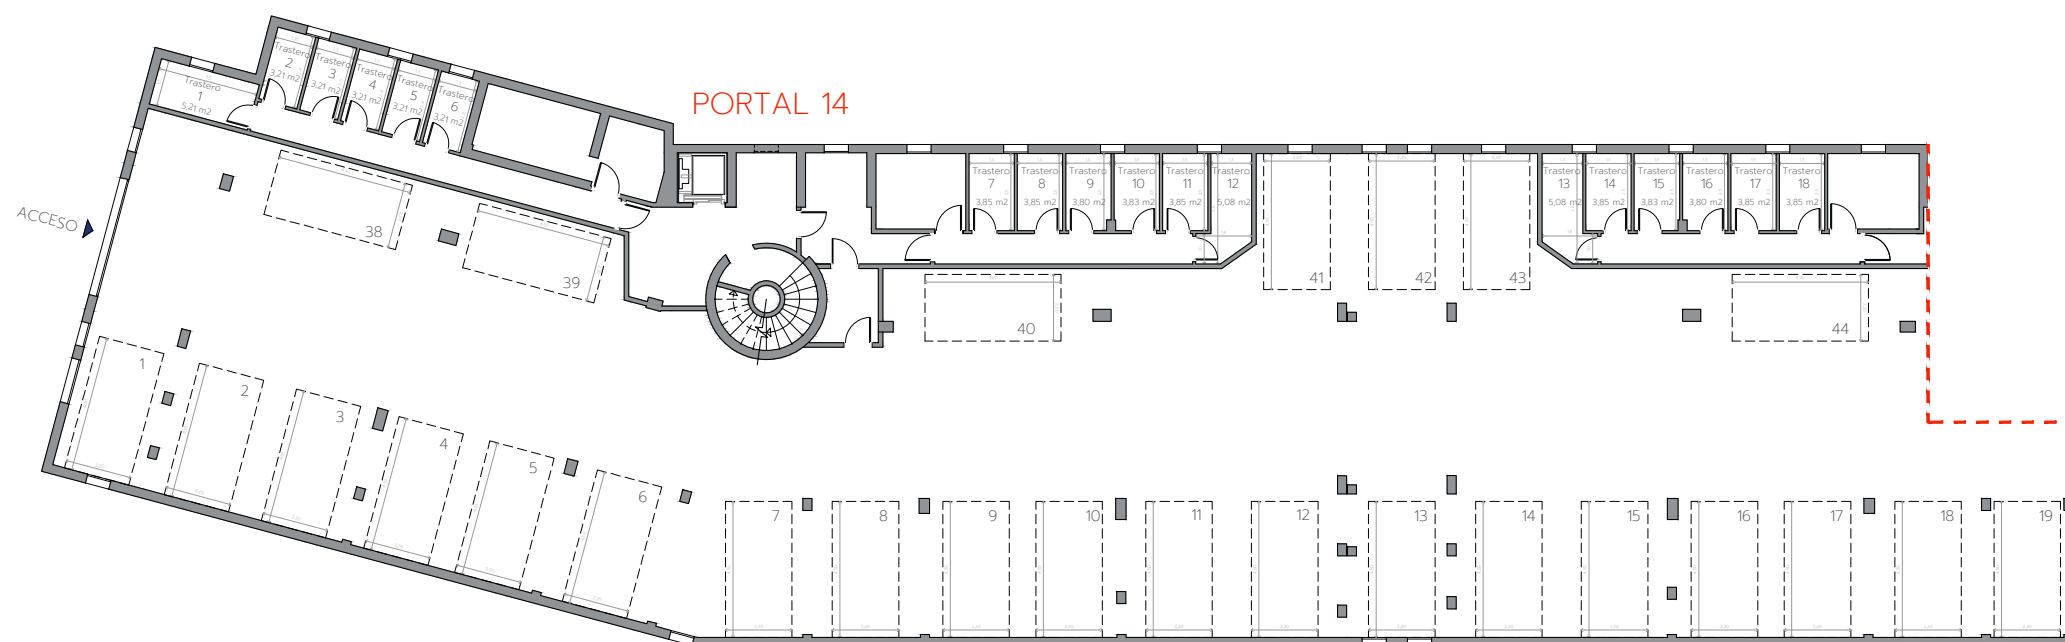 PORTAL 14
ACCESO
Trastero
1
5,21 m2
Trastero
2
3,21 m2
Trastero
3
3,21 m2
Trastero
4
3,21 m2
Trastero
5
3,21 m2
Trastero
6
3,21 m2
Trastero
7
3,85 m2
Trastero
8
3,85 m2
Trastero
9
3,80 m2
Trastero
10
3,83 m2
Trastero
11
3,85 m2
Trastero
12
5,08 m2
Trastero
13
5,08 m2
Trastero
14
3,85 m2
Trastero
15
3,83 m2
Trastero
16
3,80 m2
Trastero
17
3,85 m2
Trastero
18
3,85 m2
38
39
40
41
42
43
44
1
2
3
4
5
6
7
8
9
10
11
12
13
14
15
16
17
18
19